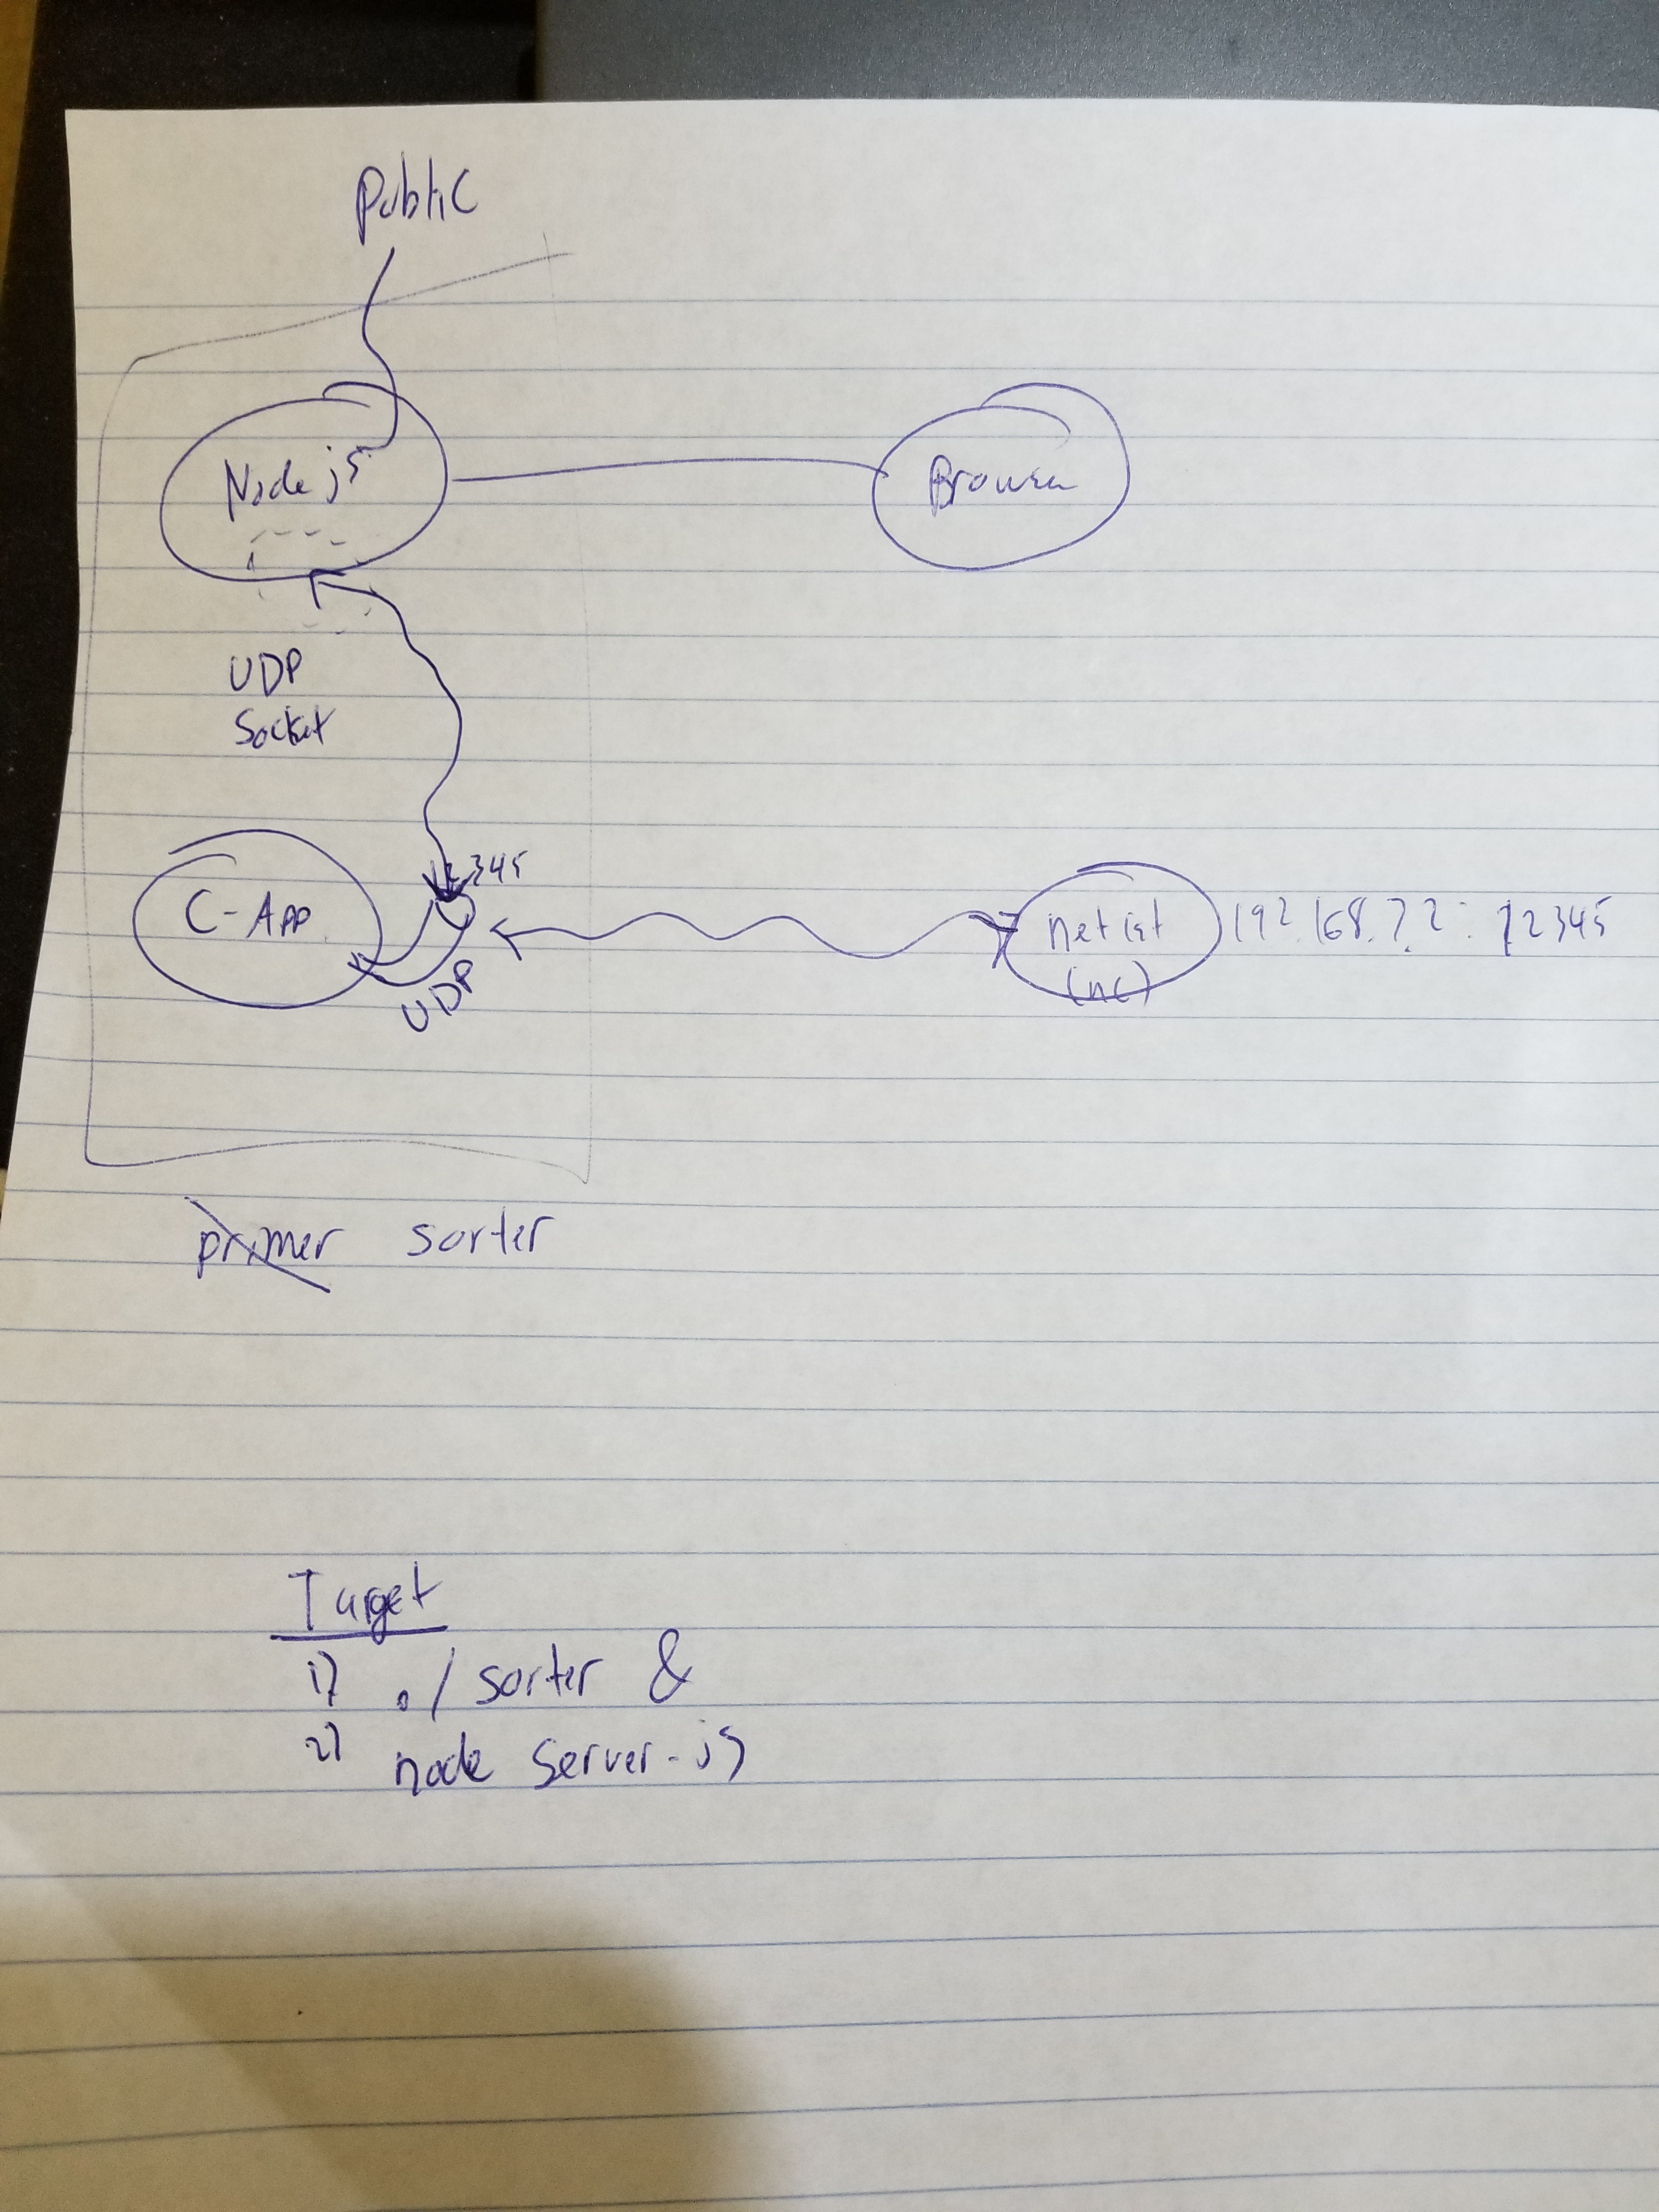 Public
Node js
Browser
UDP
Socket
12345
C-App
netcat
(nc)
192.168.7.2: 12345
UDP
primer sorter
Target
1) ./sorter &
2) node server.js